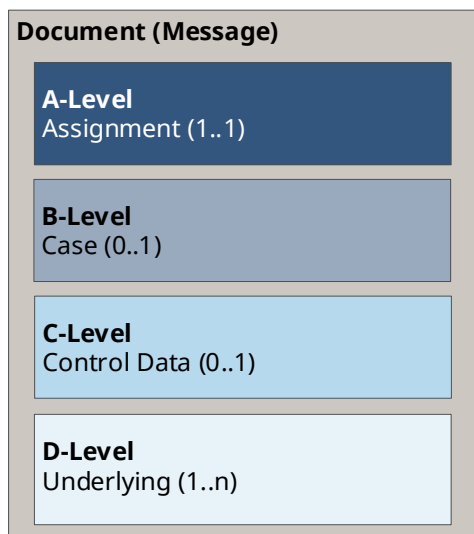 Document (Message)
A-Level
Assignment (1..1)
B-Level
Case (0..1)
C-Level
Control Data (0..1)
D-Level
Underlying (1..n)